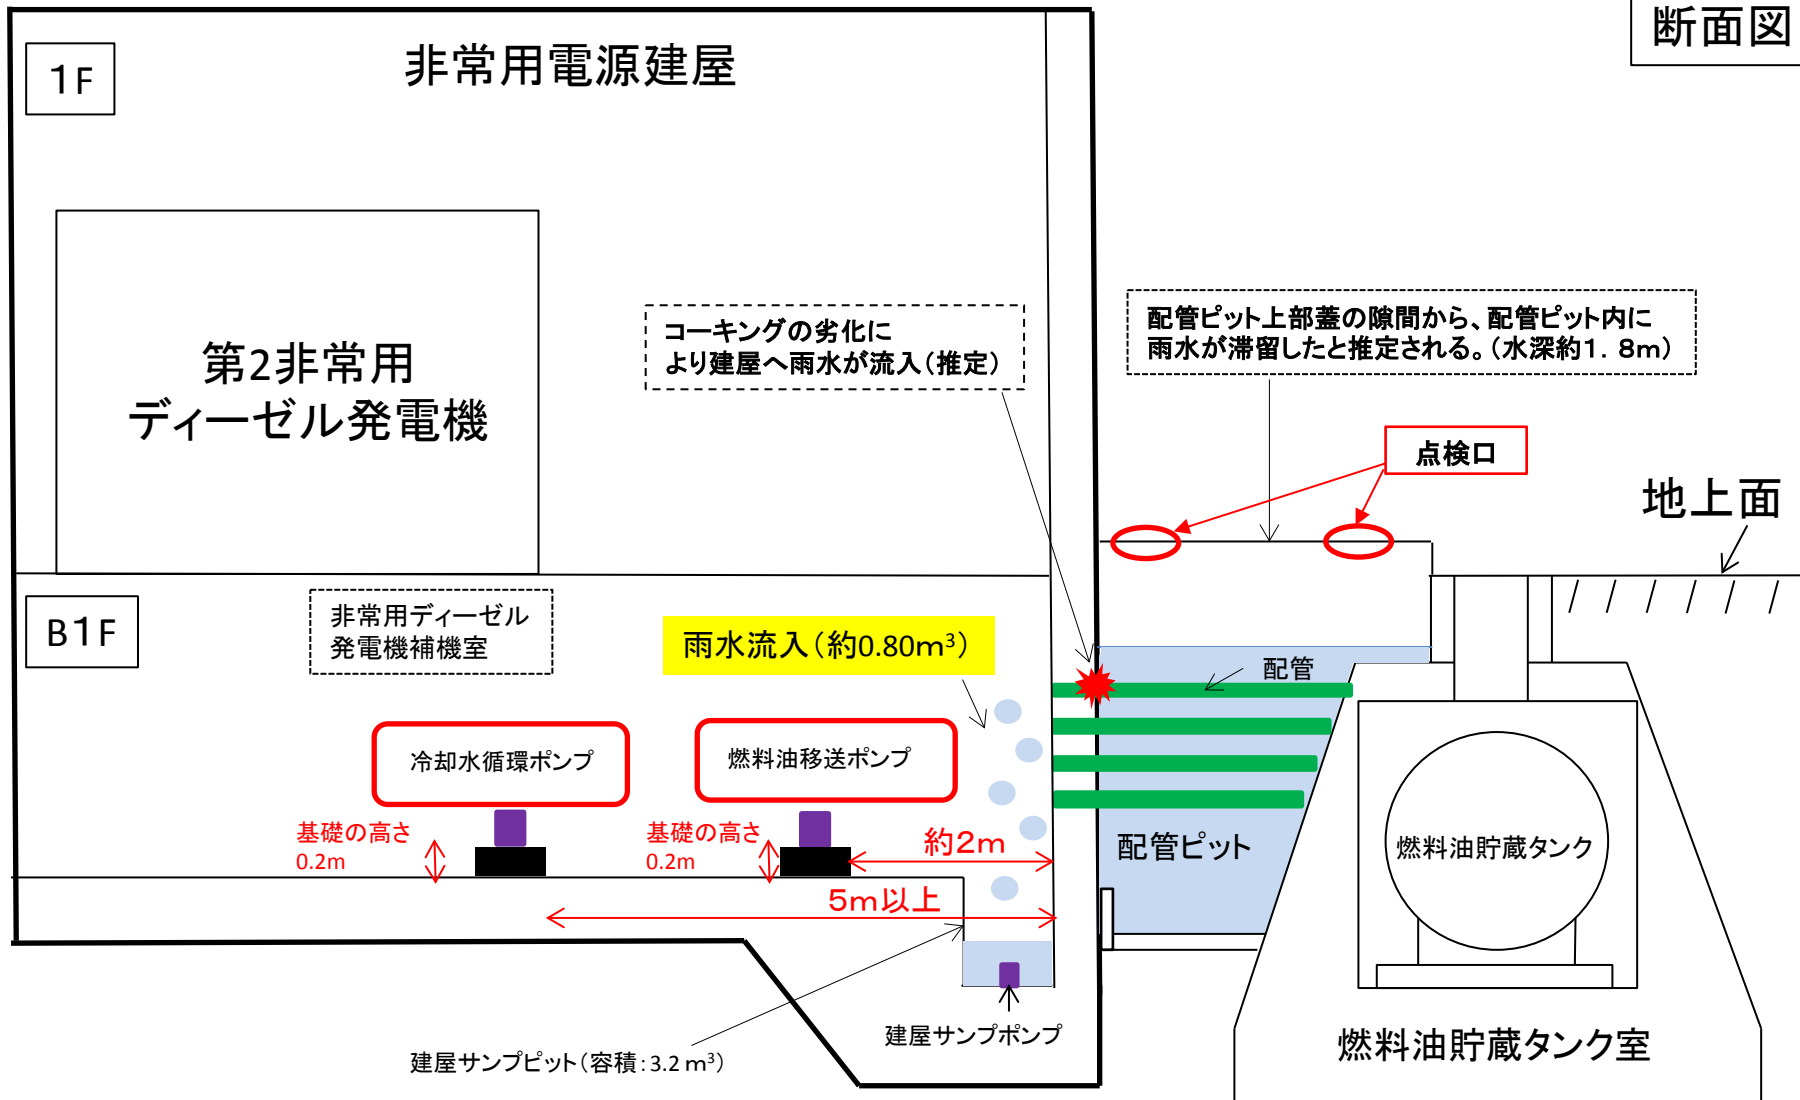 断面図
1F
非常用電源建屋
第2非常用
ディーゼル発電機
コーキングの劣化に
より建屋へ雨水が流入(推定)
配管ピット上部蓋の隙間から、配管ピット内に
雨水が滞留したと推定される。(水深約1.8m)
点検口
地上面
B1F
非常用ディーゼル
発電機補機室
雨水流入(約0.80m³)
配管
冷却水循環ポンプ
燃料油移送ポンプ
基礎の高さ
0.2m
基礎の高さ
0.2m
約2m
配管ピット
燃料油貯蔵タンク
5m以上
建屋サンプポンプ
建屋サンプピット(容積:3.2 m³)
燃料油貯蔵タンク室